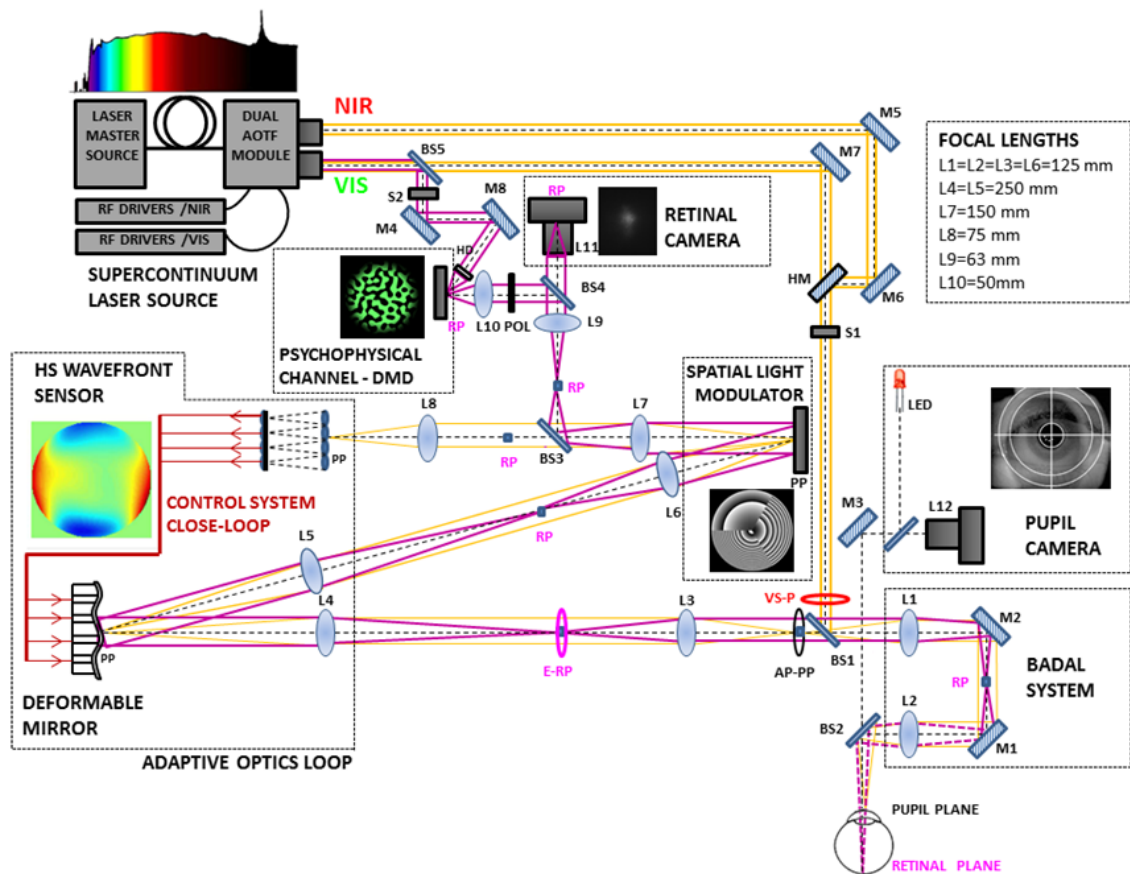 NIR
VIS
LASER
MASTER
SOURCE
DUAL
AOTF
MODULE
RF DRIVERS /NIR
RF DRIVERS /VIS
SUPERCONTINUUM
LASER SOURCE
BS5
S2
M4
M8
HD
RP
L10
POL
BS4
L9
RP
L11
RP
RETINAL
CAMERA
PSYCHOPHYSICAL
CHANNEL - DMD
M5
M7
HM
M6
S1
FOCAL LENGTHS
L1=L2=L3=L6=125 mm
L4=L5=250 mm
L7=150 mm
L8=75 mm
L9=63 mm
L10=50mm
HS WAVEFRONT
SENSOR
PP
L8
RP
BS3
L7
SPATIAL LIGHT
MODULATOR
PP
L6
RP
L5
CONTROL SYSTEM
CLOSE-LOOP
PP
DEFORMABLE
MIRROR
L4
E-RP
L3
AP-PP
VS-P
BS1
ADAPTIVE OPTICS LOOP
LED
M3
L12
PUPIL
CAMERA
L1
M2
RP
BADAL
SYSTEM
L2
M1
BS2
PUPIL PLANE
RETINAL PLANE